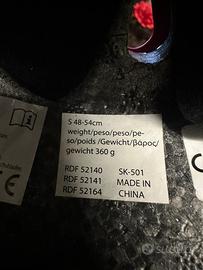 S 48-54cm
weight/peso/peso/pe-
so/poids /Gewicht/βάρος/
gewicht 360 g
RDF 52140 SK-501
RDF 52141 MADE IN
RDF 52164 CHINA
CE